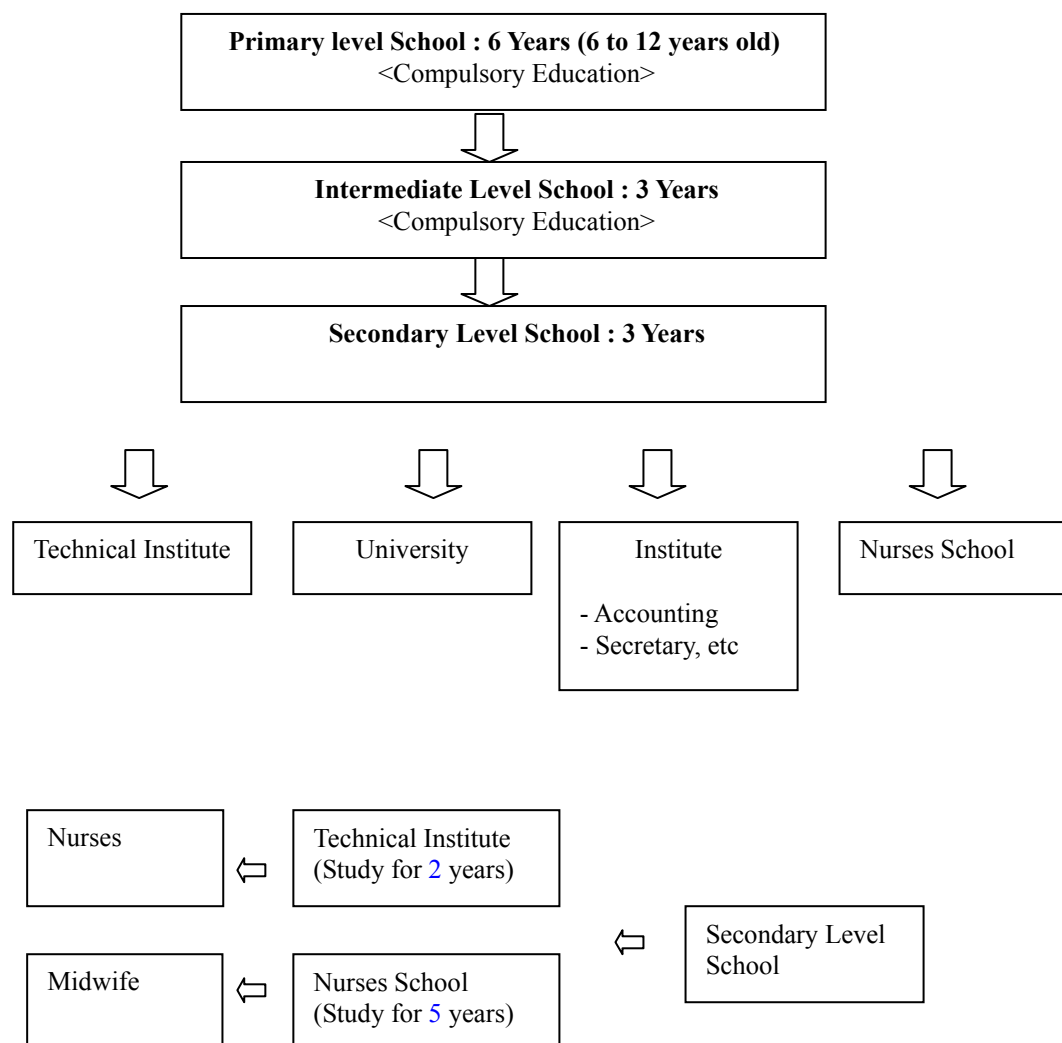 Primary level School : 6 Years (6 to 12 years old)
<Compulsory Education>
Intermediate Level School : 3 Years
<Compulsory Education>
Secondary Level School : 3 Years
Technical Institute
University
Institute
- Accounting
- Secretary, etc
Nurses School
Nurses
Technical Institute
(Study for 2 years)
Secondary Level
School
Midwife
Nurses School
(Study for 5 years)